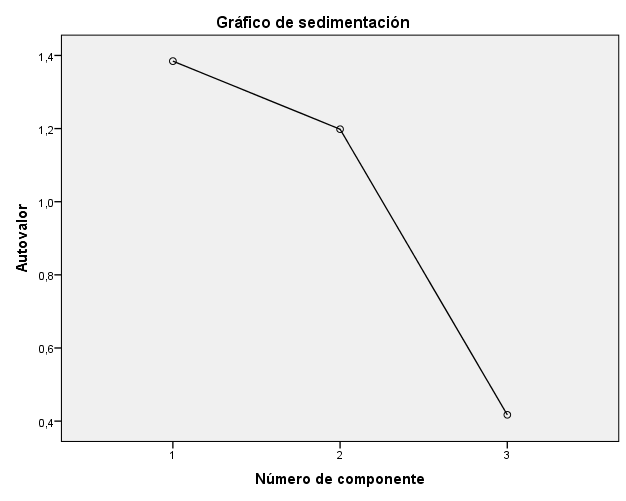 Gráfico de sedimentación
1,4
1,2
1,0
0,8
0,6
0,4
Autovalor
1 2 3
Número de componente